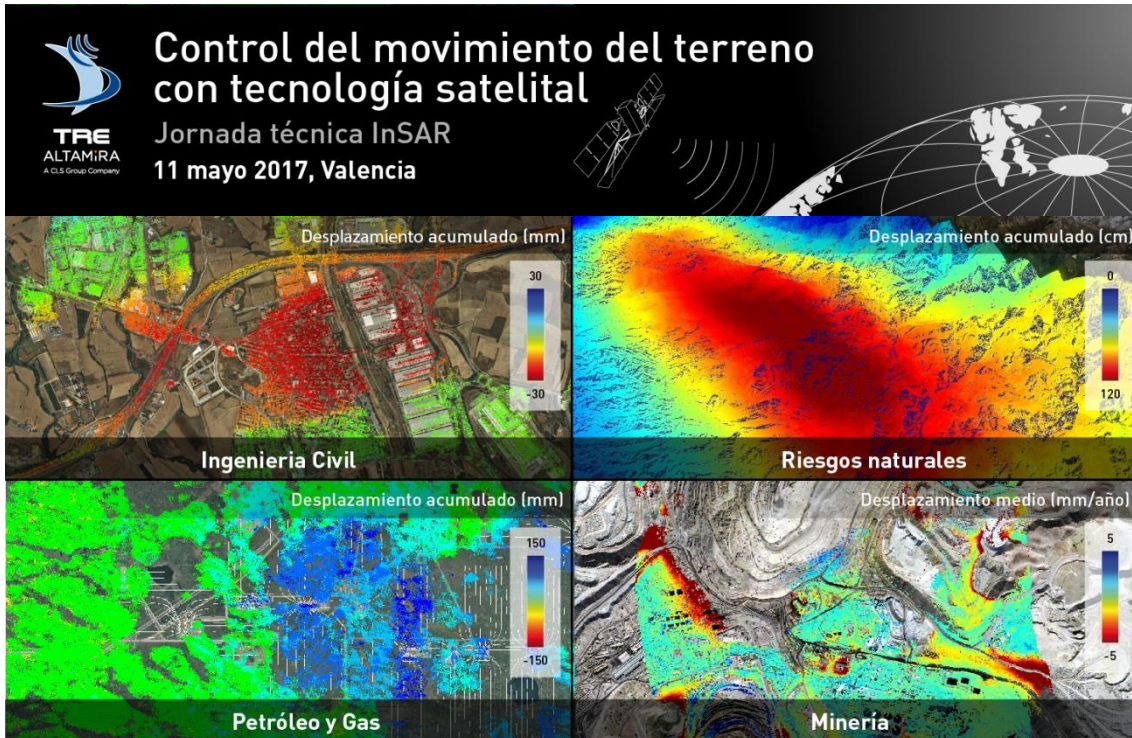 Control del movimiento del terreno
con tecnología satelital
Jornada técnica InSAR
11 mayo 2017, Valencia
TRE
ALTAMiRA
A CLS Group Company
Desplazamiento acumulado (mm)
30
-30
Ingenieria Civil
Desplazamiento acumulado (cm)
0
120
Riesgos naturales
Desplazamiento acumulado (mm)
150
-150
Petróleo y Gas
Desplazamiento medio (mm/año)
5
-5
Minería